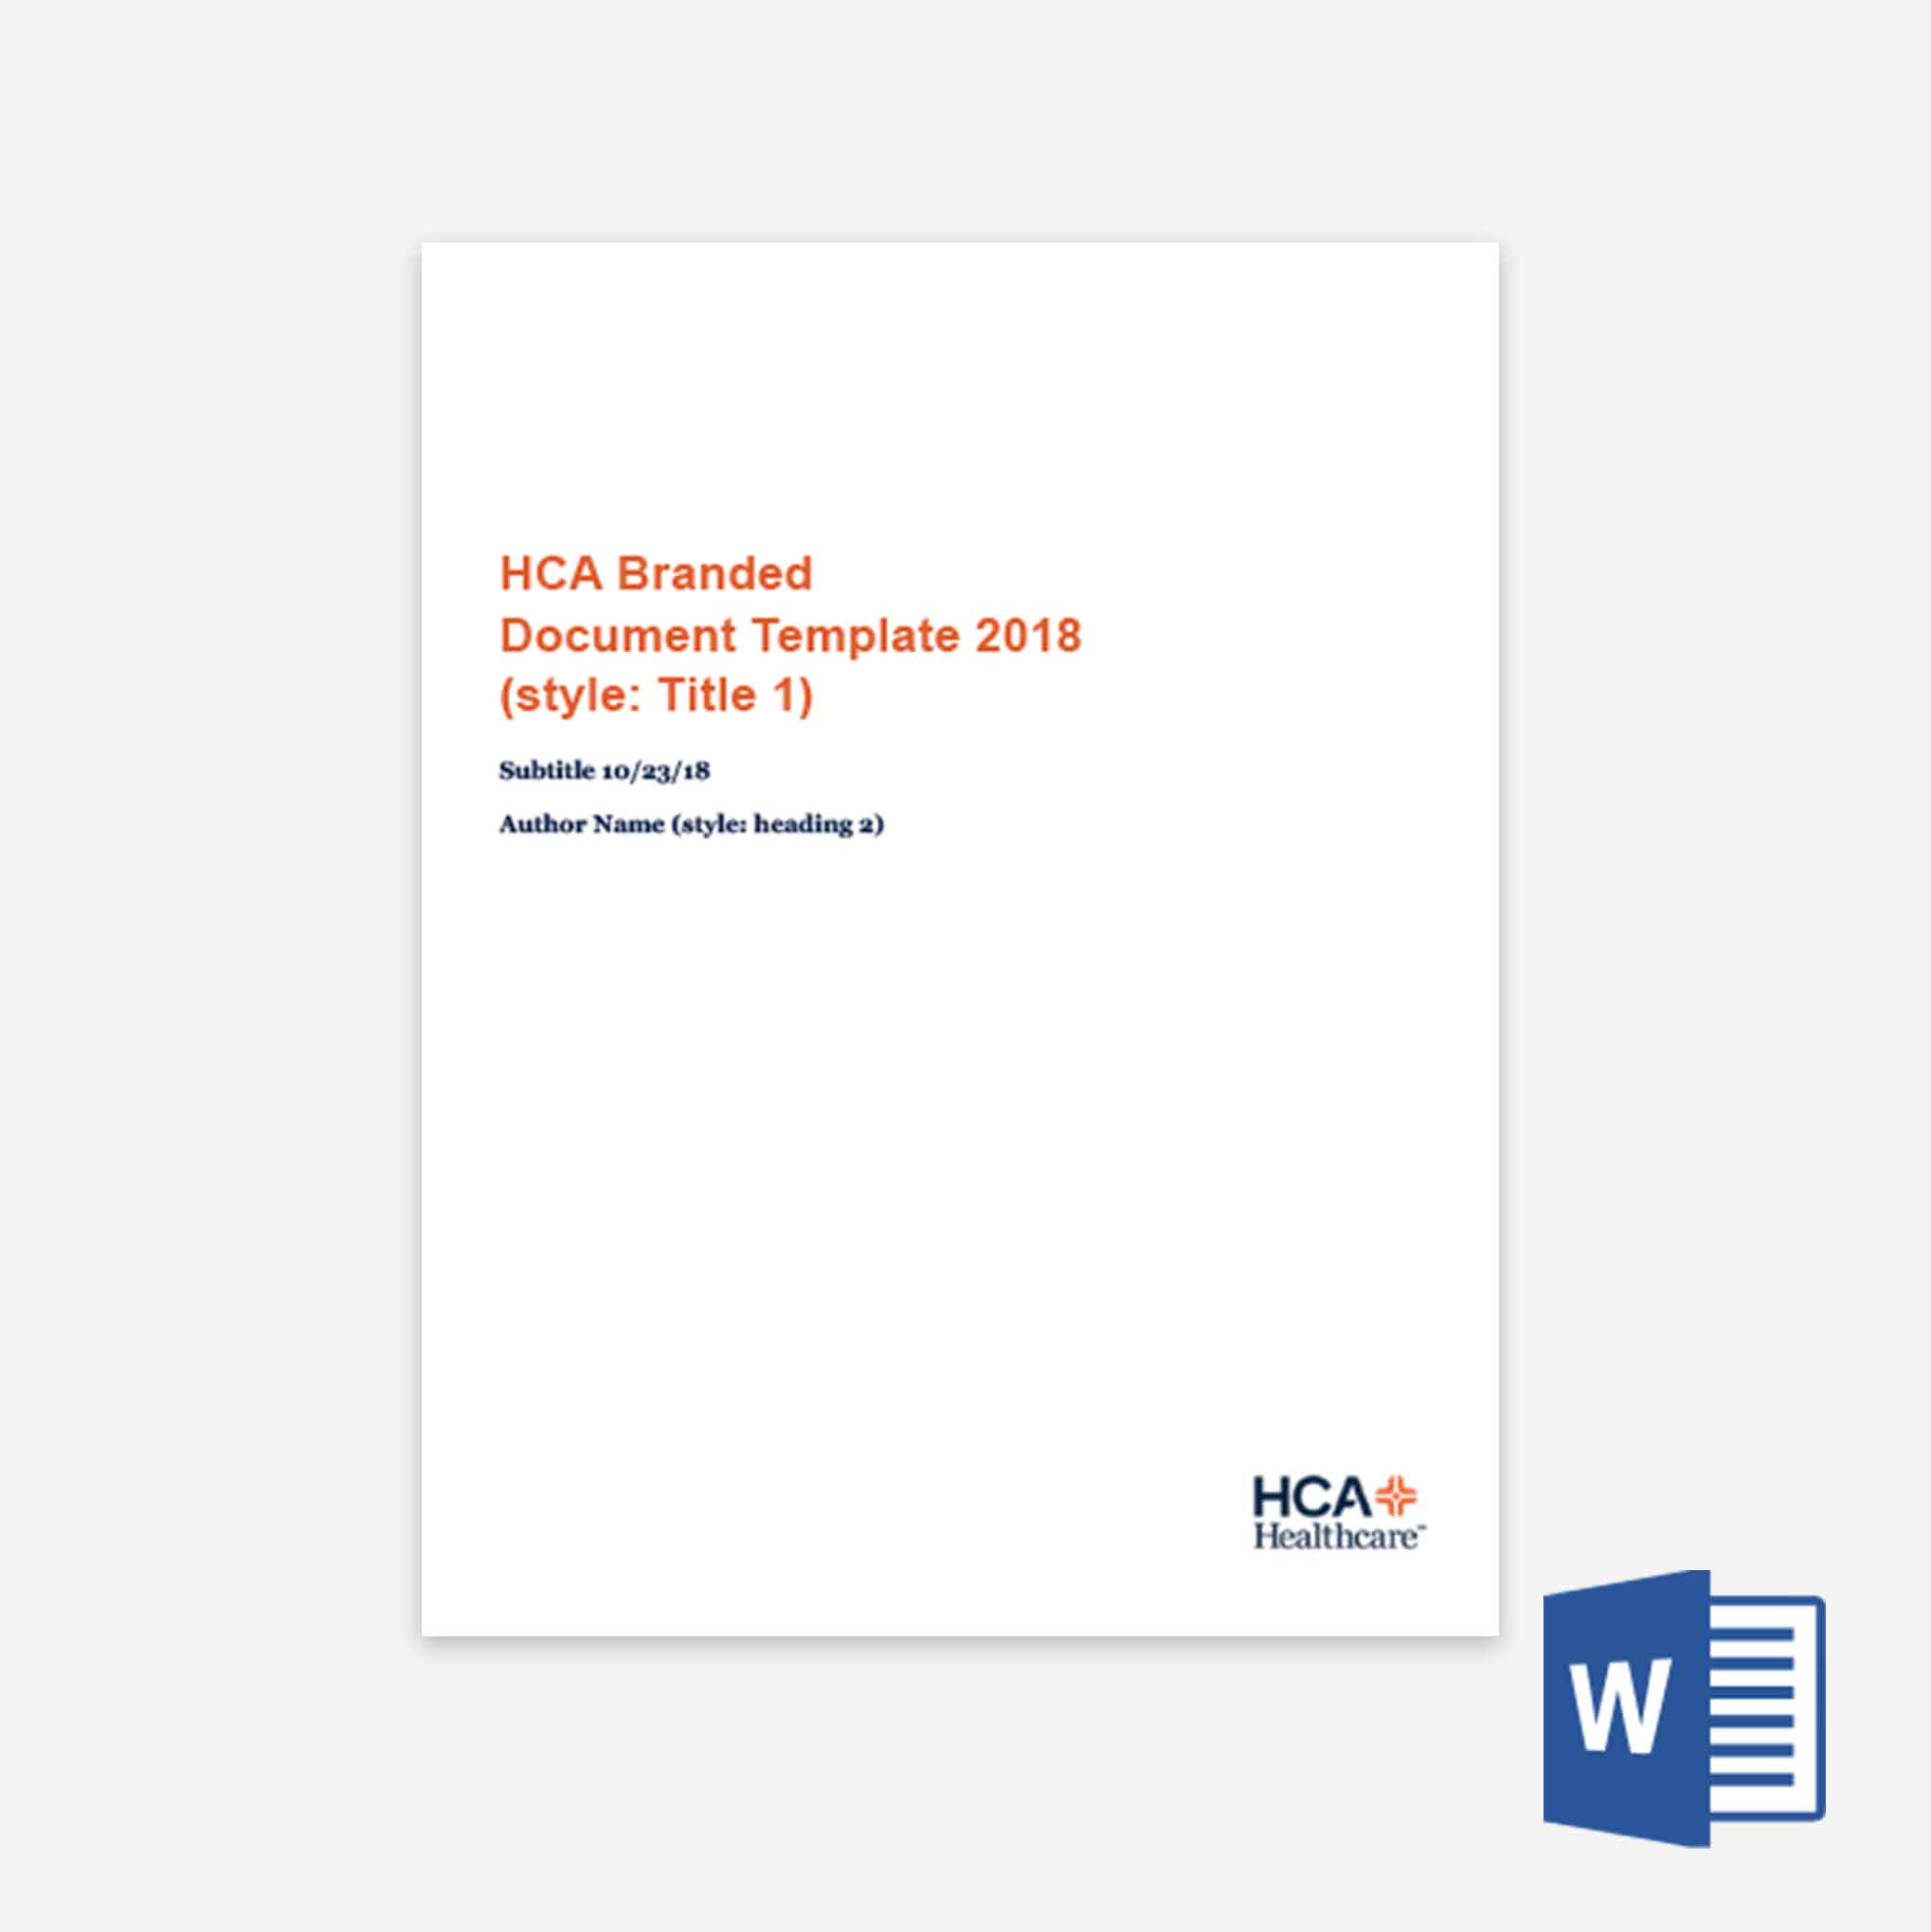 HCA Branded
Document Template 2018
(style: Title 1)
Subtitle 10/23/18
Author Name (style: heading 2)
HCA
Healthcare™
W